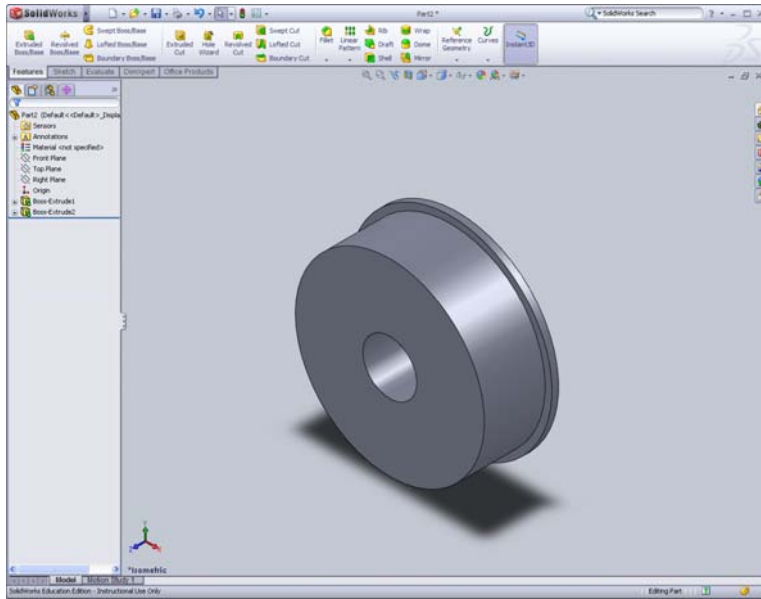 SolidWorks
Part2 *
SolidWorks Search
Extruded Boss/Base
Revolved Boss/Base
Swept Boss/Base
Lofted Boss/Base
Boundary Boss/Base
Extruded Cut
Hole Wizard
Revolved Cut
Swept Cut
Lofted Cut
Boundary Cut
Fillet
Linear Pattern
Rib
Draft
Shell
Wrap
Dome
Mirror
Reference Geometry
Curves
Instant3D
Features Sketch Evaluate DimXpert Office Products
Part2 (Default<<Default>_Displa
Sensors
Annotations
Material <not specified>
Front Plane
Top Plane
Right Plane
Origin
Boss-Extrude1
Boss-Extrude2
*Isometric
Model Motion Study 1
SolidWorks Education Edition - Instructional Use Only
Editing Part